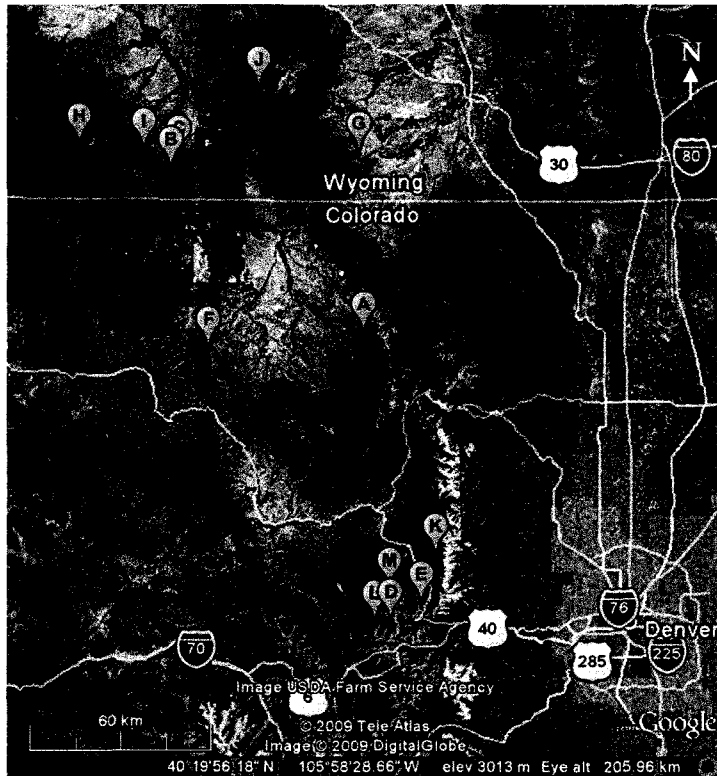 J
N
H
I
C
B
G
30
80
Wyoming
Colorado
A
F
K
M
E
L
D
76
40
Denver
70
285
225
6
Image USDA Farm Service Agency
60 km
© 2009 Tele Atlas
Image © 2009 DigitalGlobe
Google
40°19'56.18" N 105°58'28.66" W elev 3013 m Eye alt 205.96 km